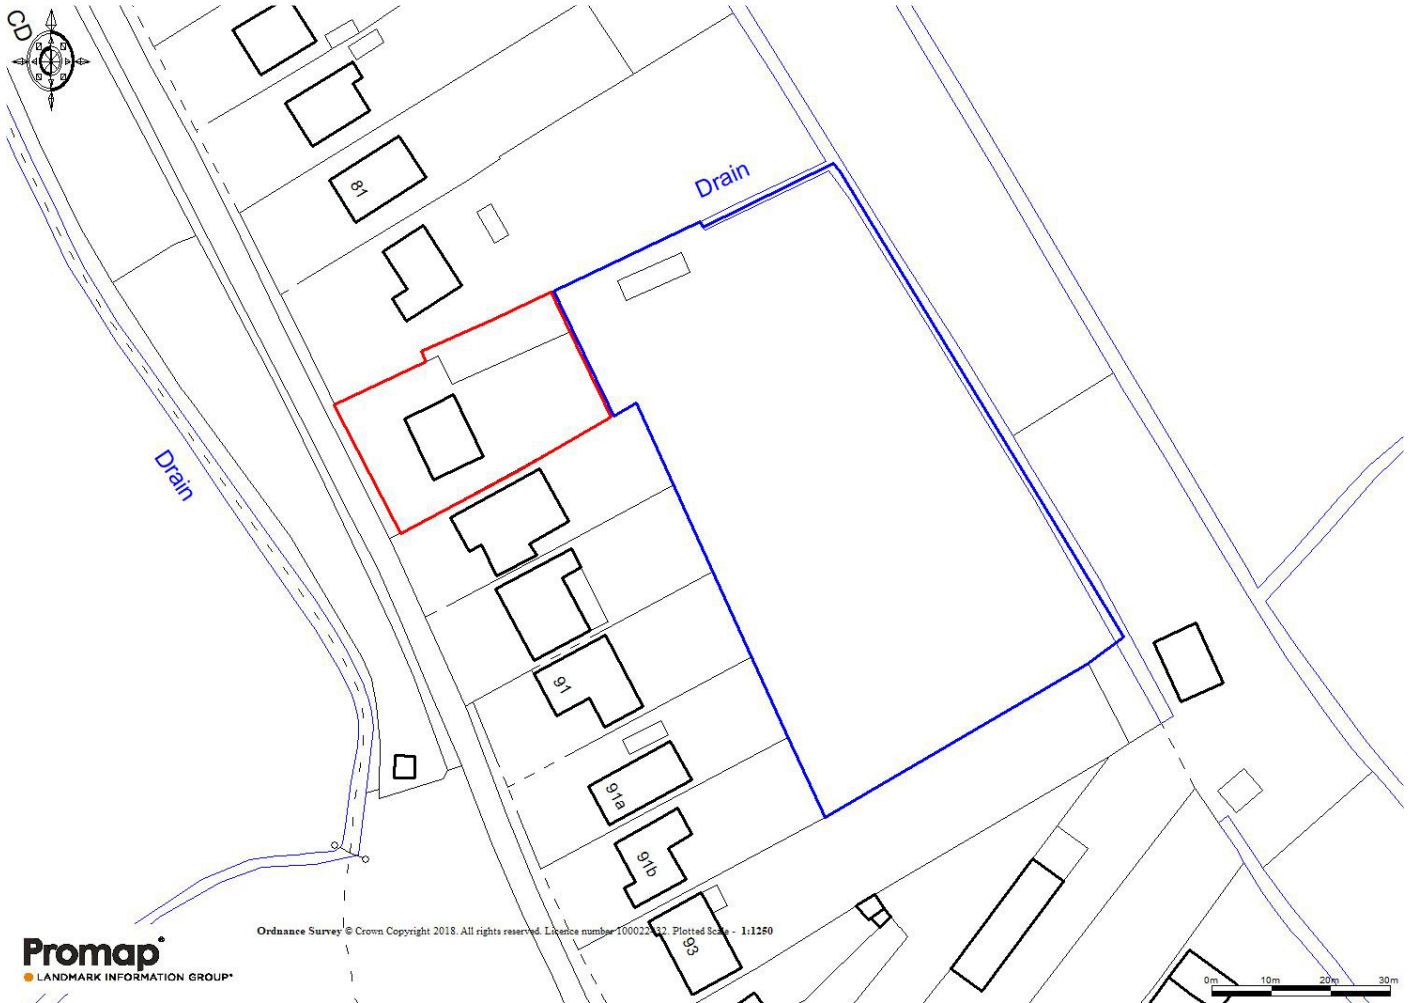 CD
81
Drain
Drain
91
91a
91b
93
Ordnance Survey © Crown Copyright 2018. All rights reserved. Licence number 100022432. Plotted Scale - 1:1250
Promap®
LANDMARK INFORMATION GROUP®
0m 10m 20m 30m